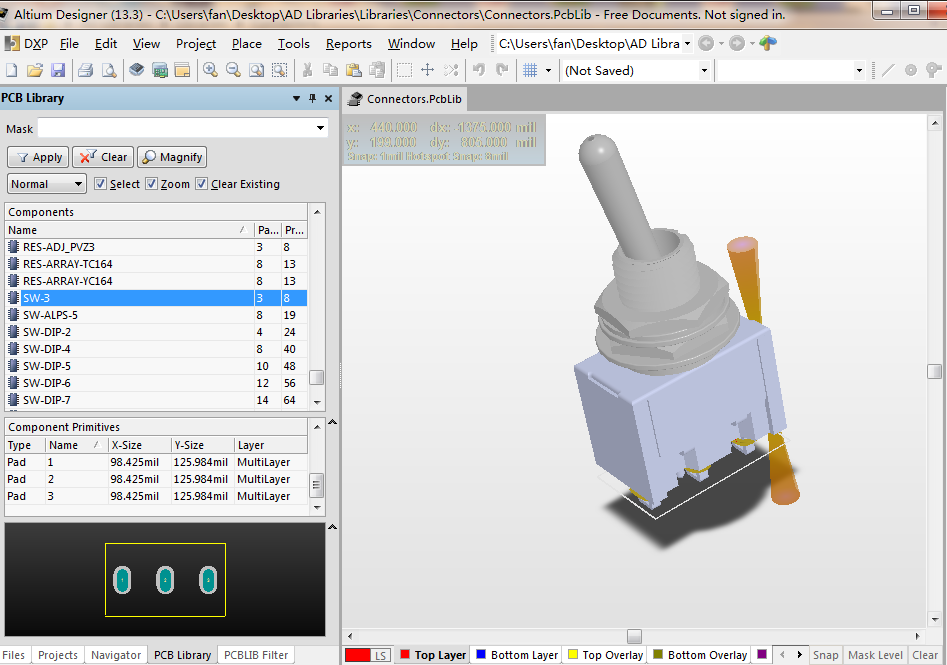 Altium Designer (13.3) - C:\Users\fan\Desktop\AD Libraries\Libraries\Connectors\Connectors.PcbLib - Free Documents. Not signed in.
DXP File Edit View Project Place Tools Reports Window Help C:\Users\fan\Desktop\AD Libra
(Not Saved)
PCB Library
Connectors.PcbLib
Mask
x: 440.000 dx: 1375.000 mil
y: 
Snap: 1mil Hotspot Snap: 8mil
Apply Clear Magnify
Normal Select Zoom Clear Existing
Components
Name Pa... Pr...
RES-ADJ_PVZ3 3 8
RES-ARRAY-TC164 8 13
RES-ARRAY-YC164 8 13
SW-3 3 8
SW-ALPS-5 8 19
SW-DIP-2 4 24
SW-DIP-4 8 40
SW-DIP-5 10 48
SW-DIP-6 12 56
SW-DIP-7 14 64
Component Primitives
Type Name X-Size Y-Size Layer
Pad 1 98.425mil 125.984mil MultiLayer
Pad 2 98.425mil 125.984mil MultiLayer
Pad 3 98.425mil 125.984mil MultiLayer
1 2 3
Files Projects Navigator PCB Library PCBLIB Filter
LS Top Layer Bottom Layer Top Overlay Bottom Overlay Snap Mask Level Clear